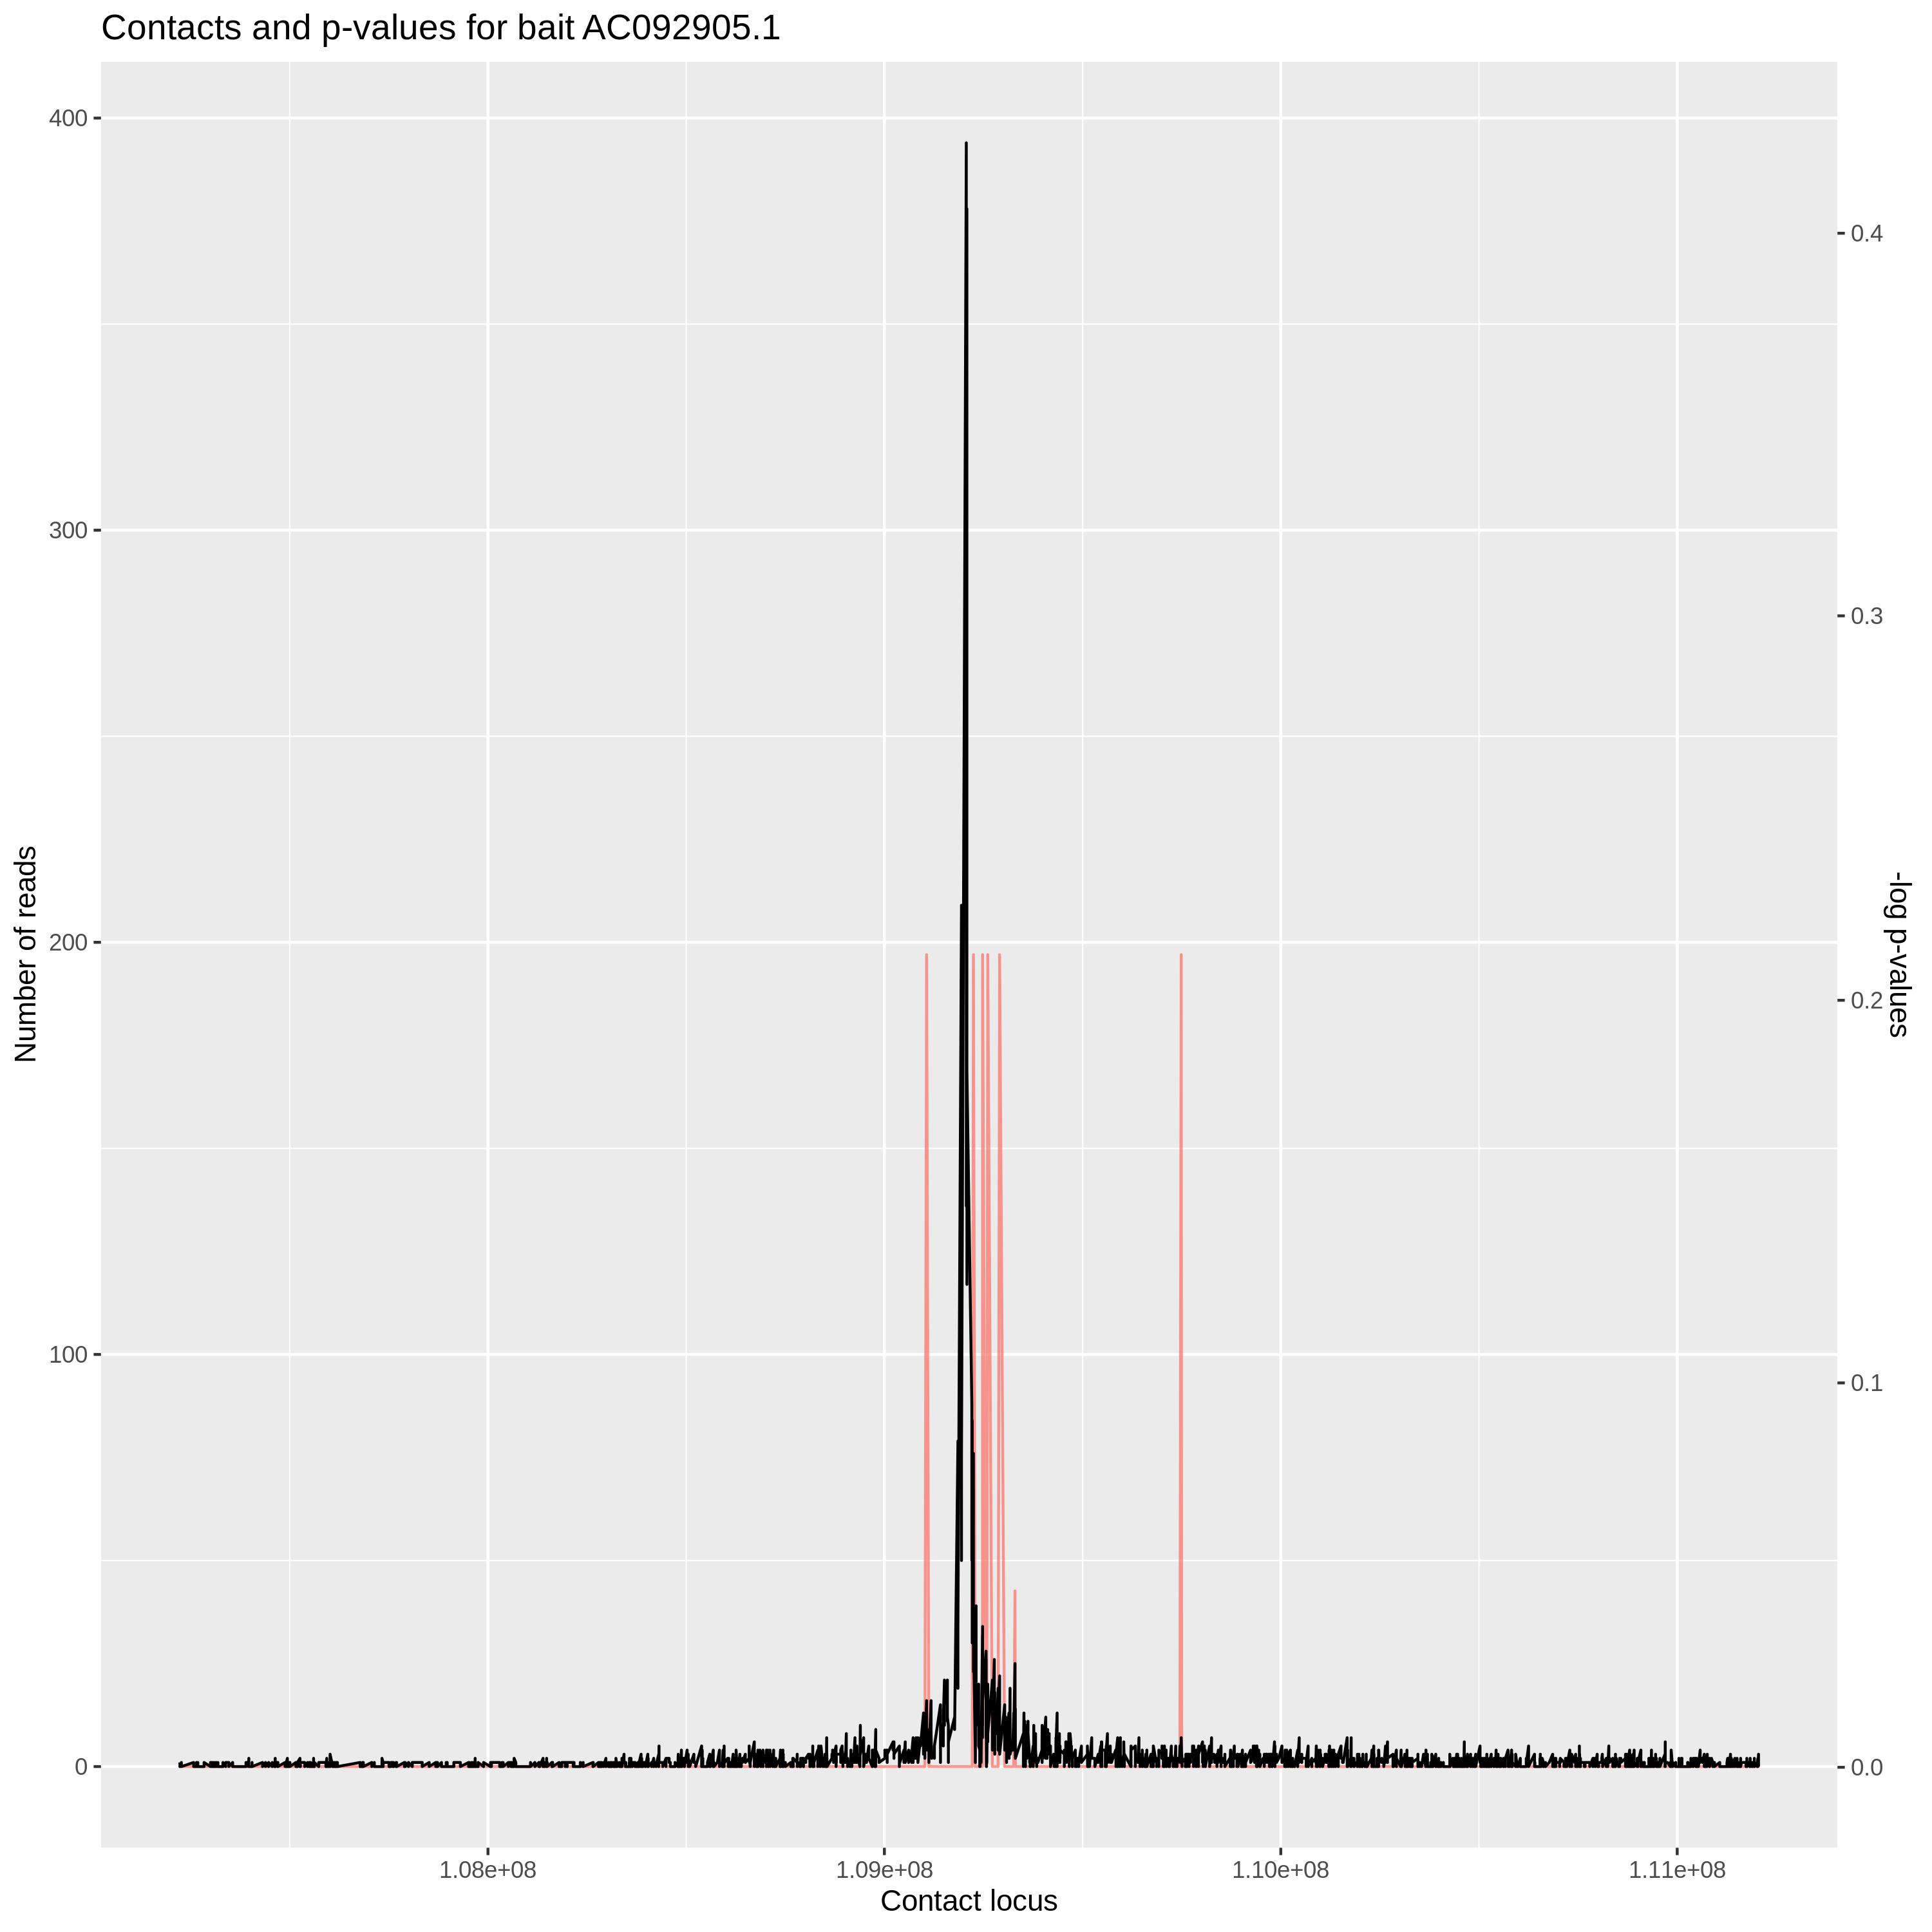 Contacts and p-values for bait AC092905.1
400
300
200
100
0
Number of reads
0.4
0.3
0.2
0.1
0.0
-log p-values
1.08e+08
1.09e+08
1.10e+08
1.11e+08
Contact locus